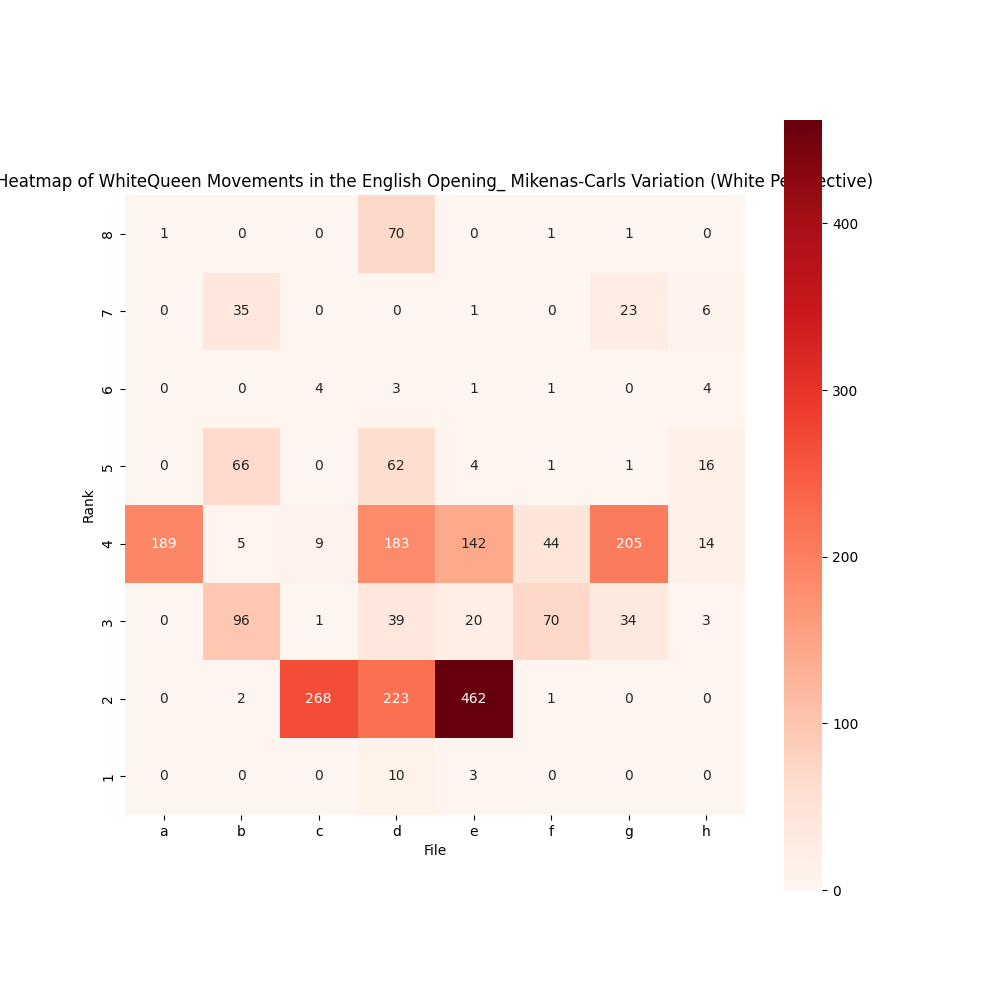 Heatmap of WhiteQueen Movements in the English Opening_ Mikenas-Carls Variation (White Pe ective)
8 1 0 0 70 0 1 1 0
7 0 35 0 0 1 0 23 6
6 0 0 4 3 1 1 0 4
5 0 66 0 62 4 1 1 16
4 189 5 9 183 142 44 205 14
3 0 96 1 39 20 70 34 3
2 0 2 268 223 462 1 0 0
1 0 0 0 10 3 0 0 0
a b c d e f g h
File
Rank
400
300
200
100
0